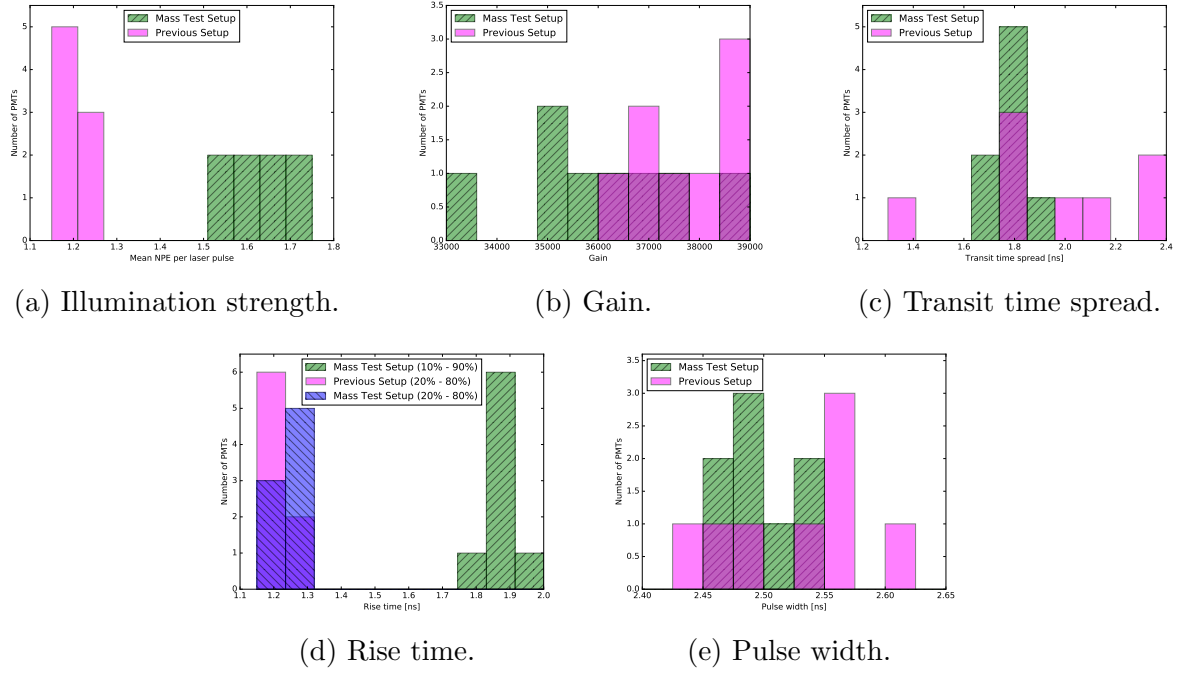 Mass Test Setup
Previous Setup
5
4
3
2
1
0
Number of PMTs
1.1 1.2 1.3 1.4 1.5 1.6 1.7 1.8
Mean NPE per laser pulse
(a) Illumination strength.
Mass Test Setup
Previous Setup
3.5
3.0
2.5
2.0
1.5
1.0
0.5
0.0
Number of PMTs
33000 34000 35000 36000 37000 38000 39000
Gain
(b) Gain.
Mass Test Setup
Previous Setup
5
4
3
2
1
0
Number of PMTs
1.2 1.4 1.6 1.8 2.0 2.2 2.4
Transit time spread [ns]
(c) Transit time spread.
Mass Test Setup (10% - 90%)
Previous Setup (20% - 80%)
Mass Test Setup (20% - 80%)
6
5
4
3
2
1
0
Number of PMTs
1.1 1.2 1.3 1.4 1.5 1.6 1.7 1.8 1.9 2.0
Rise time [ns]
(d) Rise time.
Mass Test Setup
Previous Setup
3.5
3.0
2.5
2.0
1.5
1.0
0.5
0.0
Number of PMTs
2.40 2.45 2.50 2.55 2.60 2.65
Pulse width [ns]
(e) Pulse width.